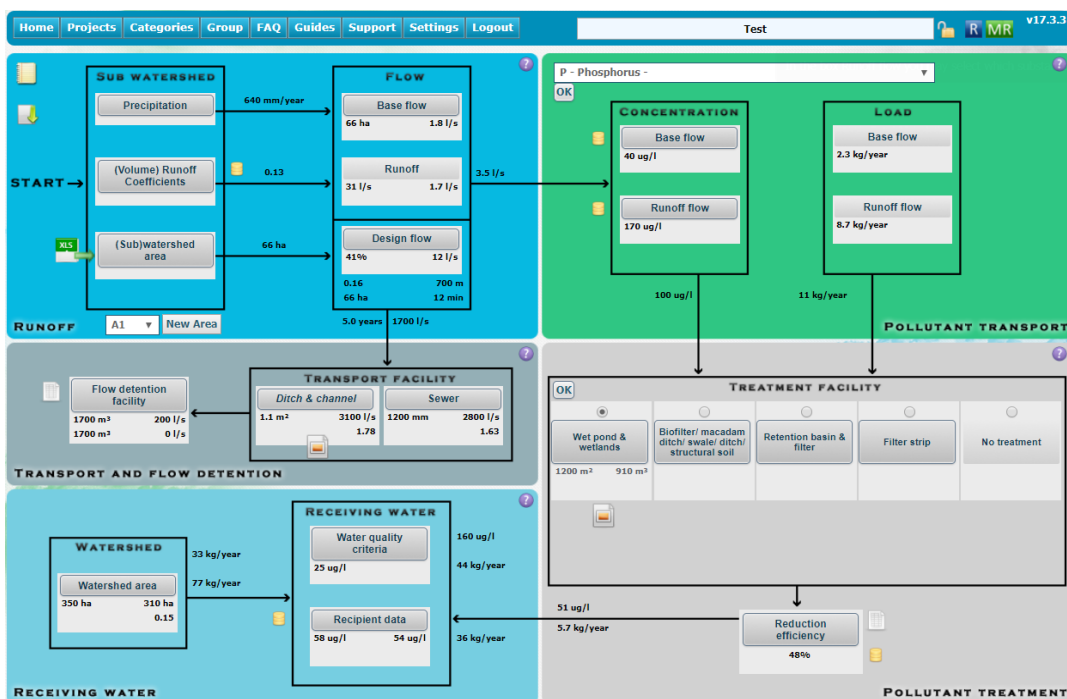 Home Projects Categories Group FAQ Guides Support Settings Logout
Test
R MR
v17.3.3
SUB WATERSHED
Precipitation
640 mm/year
START
(Volume) Runoff
Coefficients
0.13
XLS
(Sub)watershed
area
66 ha
RUNOFF
A1
New Area
FLOW
Base flow
66 ha 1.8 l/s
Runoff
31 l/s 1.7 l/s
3.5 l/s
Design flow
41% 12 l/s
0.16 700 m
66 ha 12 min
5.0 years 1700 l/s
P - Phosphorus -
OK
CONCENTRATION
Base flow
40 ug/l
Runoff flow
170 ug/l
LOAD
Base flow
2.3 kg/year
Runoff flow
8.7 kg/year
100 ug/l
11 kg/year
POLLUTANT TRANSPORT
Flow detention
facility
1700 m³ 200 l/s
1700 m³ 0 l/s
TRANSPORT FACILITY
Ditch & channel
1.1 m² 3100 l/s
1.78
Sewer
1200 mm 2800 l/s
1.63
TRANSPORT AND FLOW DETENTION
OK
TREATMENT FACILITY
Wet pond &
wetlands
1200 m² 910 m³
Biofilter/ macadam
ditch/ swale/ ditch/
structural soil
Retention basin &
filter
Filter strip
No treatment
WATERSHED
Watershed area
350 ha 310 ha
0.15
33 kg/year
77 kg/year
RECEIVING WATER
Water quality
criteria
25 ug/l
Recipient data
58 ug/l 54 ug/l
160 ug/l
44 kg/year
36 kg/year
51 ug/l
5.7 kg/year
Reduction
efficiency
48%
RECEIVING WATER
POLLUTANT TREATMENT